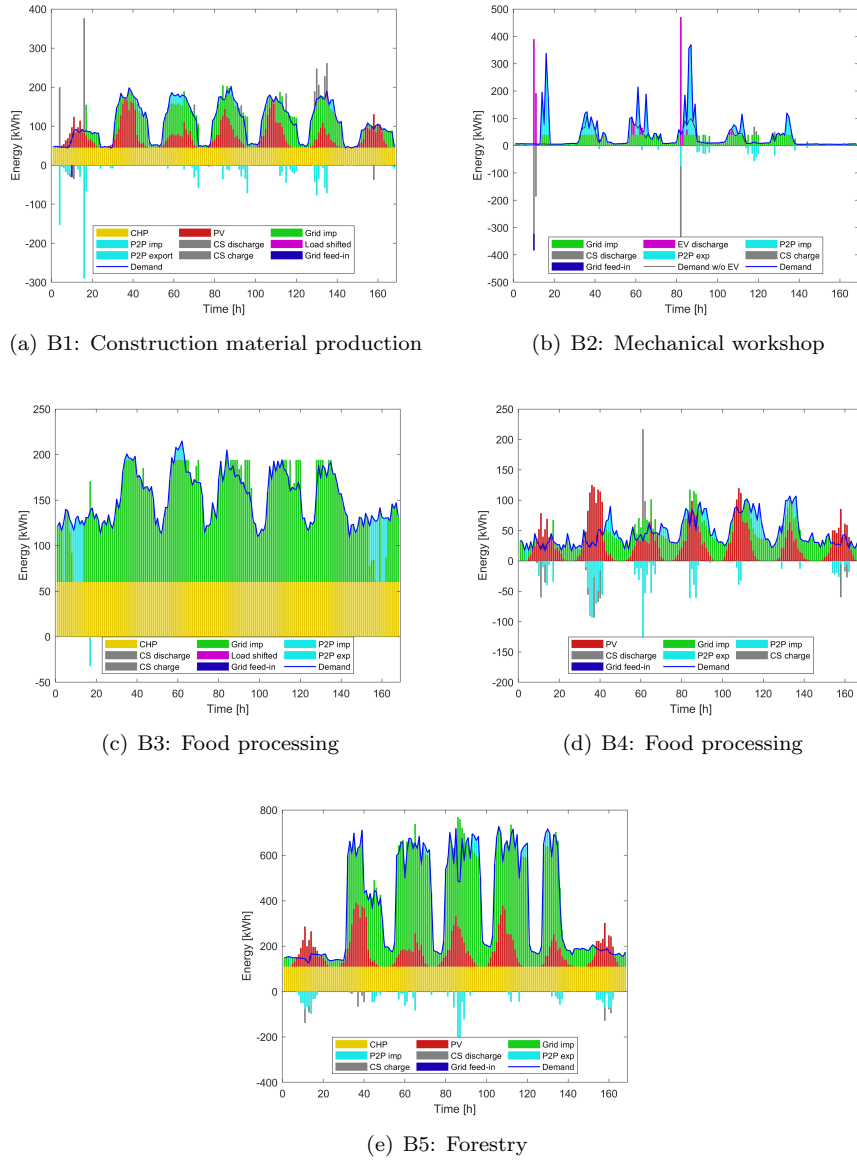 400
300
200
100
0
-100
-200
-300
Energy [kWh]
CHP PV Grid imp
P2P imp CS discharge Load shifted
P2P export CS charge Grid feed-in
Demand
0 20 40 60 80 100 120 140 160
Time [h]
(a) B1: Construction material production
500
400
300
200
100
0
-100
-200
-300
-400
-500
Energy [kWh]
Grid imp EV discharge P2P imp
CS discharge P2P exp CS charge
Grid feed-in Demand w/o EV Demand
0 20 40 60 80 100 120 140 160
Time [h]
(b) B2: Mechanical workshop
250
200
150
100
50
0
-50
Energy [kWh]
CHP Grid imp P2P imp
CS discharge Load shifted P2P exp
CS charge Grid feed-in Demand
0 20 40 60 80 100 120 140 160
Time [h]
(c) B3: Food processing
250
200
150
100
50
0
-50
-100
-150
-200
Energy [kWh]
PV Grid imp P2P imp
CS discharge P2P exp CS charge
Grid feed-in Demand
0 20 40 60 80 100 120 140 160
Time [h]
(d) B4: Food processing
800
600
400
200
0
-200
-400
Energy [kWh]
CHP PV Grid imp
P2P imp CS discharge P2P exp
CS charge Grid feed-in Demand
0 20 40 60 80 100 120 140 160
Time [h]
(e) B5: Forestry